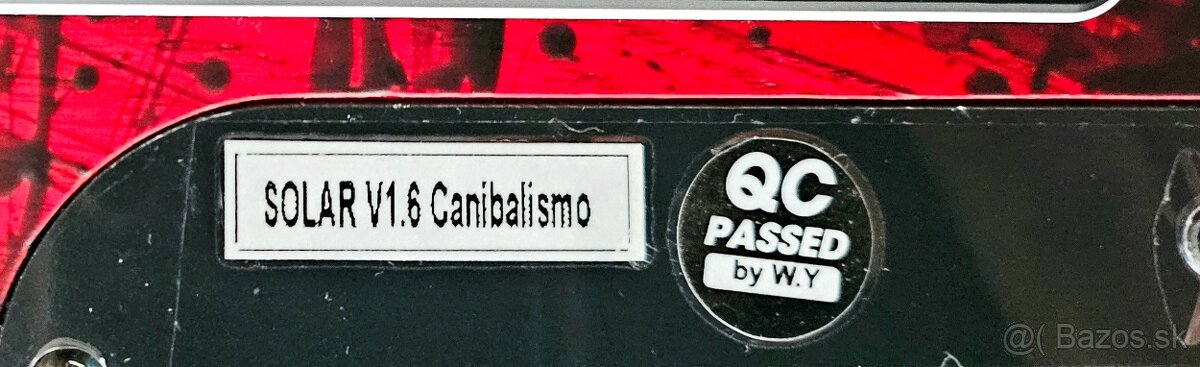 SOLAR V1.6 Canibalismo
QC
PASSED
by W.Y
@( Bazos.sk